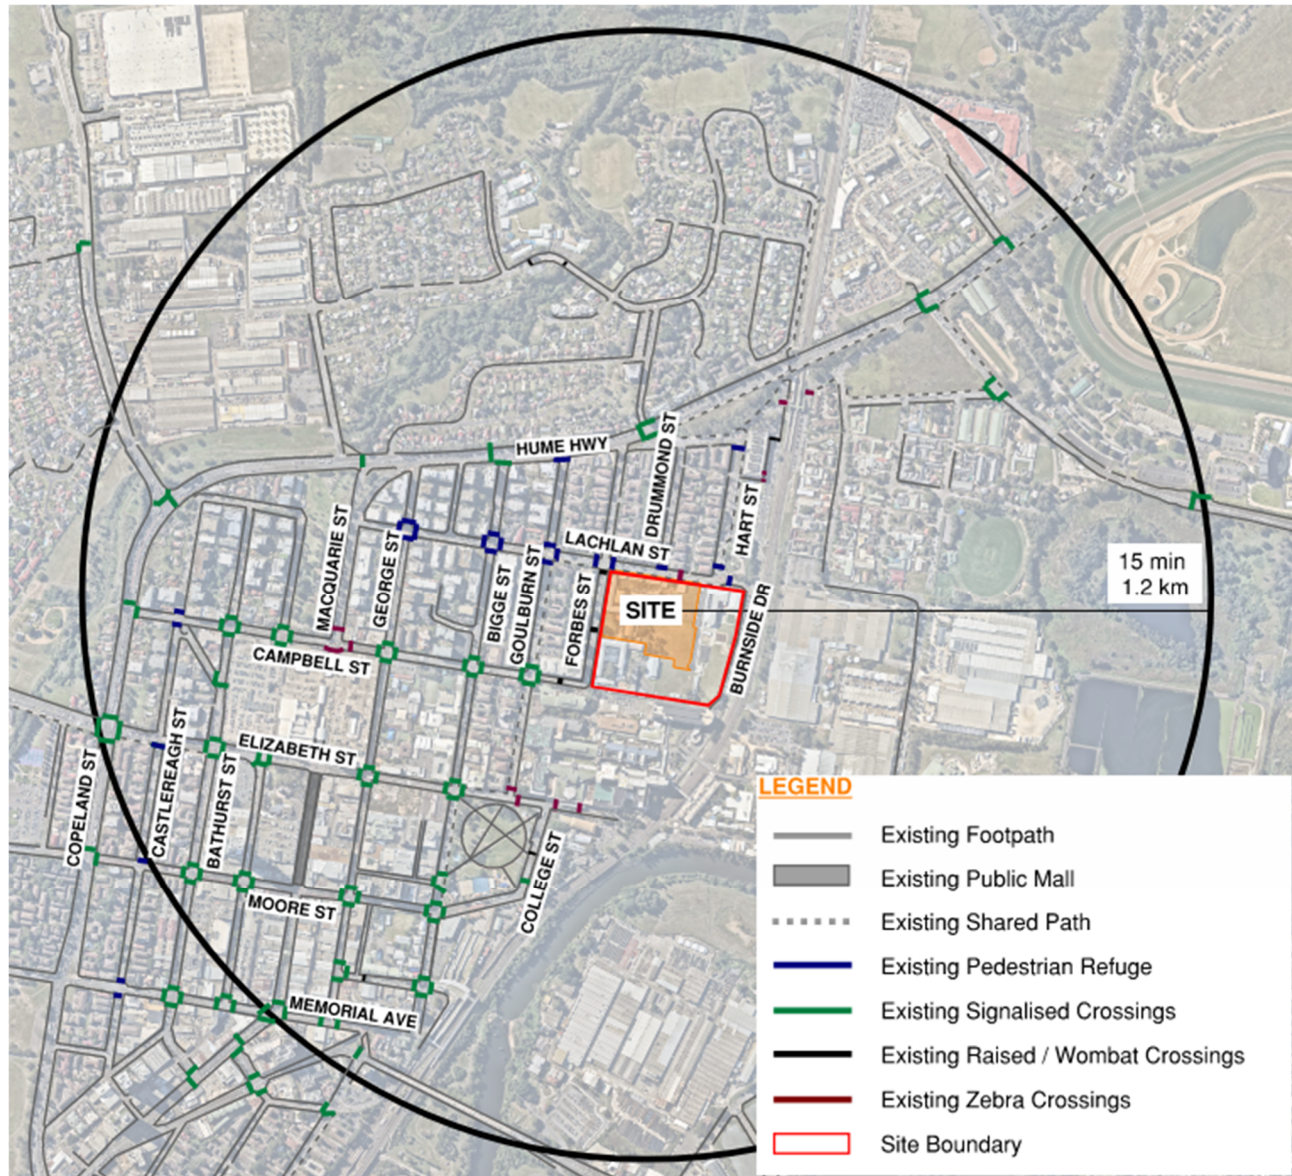 HUME HWY
DRUMMOND ST
HART ST
LACHLAN ST
MACQUARIE ST
GEORGE ST
BIGGE ST
GOULBURN ST
FORBES ST
SITE
BURNSIDE DR
15 min
1.2 km
CAMPBELL ST
ELIZABETH ST
COPELAND ST
CASTLEREAGH ST
BATHURST ST
COLLEGE ST
MOORE ST
MEMORIAL AVE
LEGEND
Existing Footpath
Existing Public Mall
Existing Shared Path
Existing Pedestrian Refuge
Existing Signalised Crossings
Existing Raised / Wombat Crossings
Existing Zebra Crossings
Site Boundary